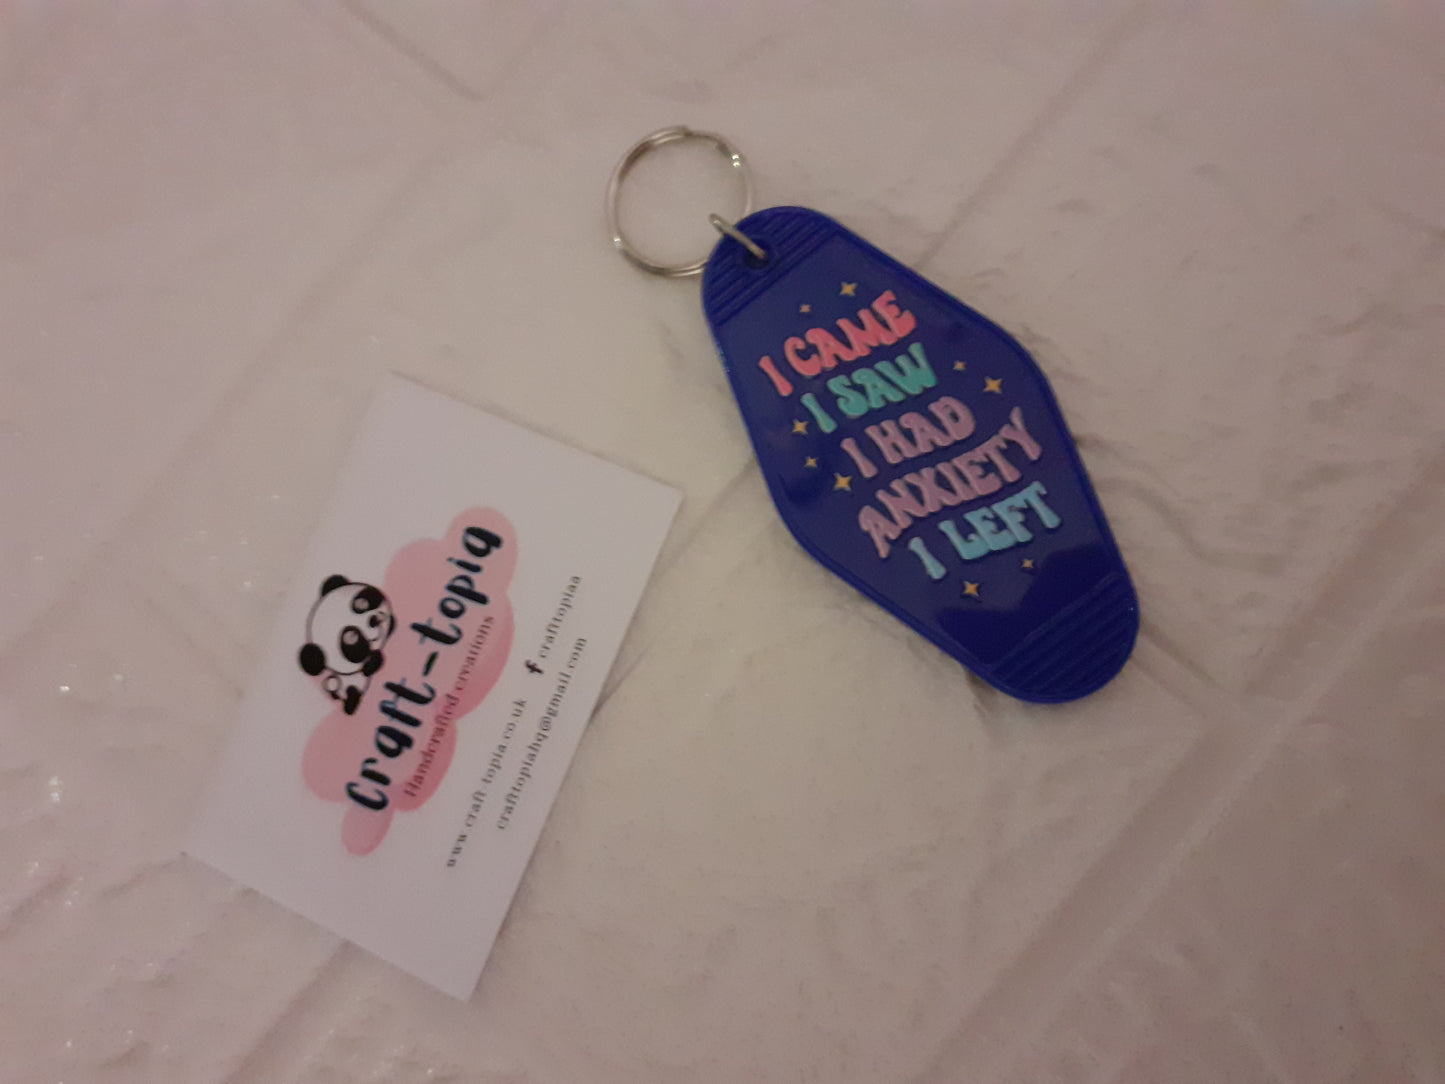 I CAME
I SAW
I HAD
ANXIETY
I LEFT
Craft-topia
Handcrafted creations
www.craft-topia.co.uk
crafttopiaa
crafttopiahq@gmail.com